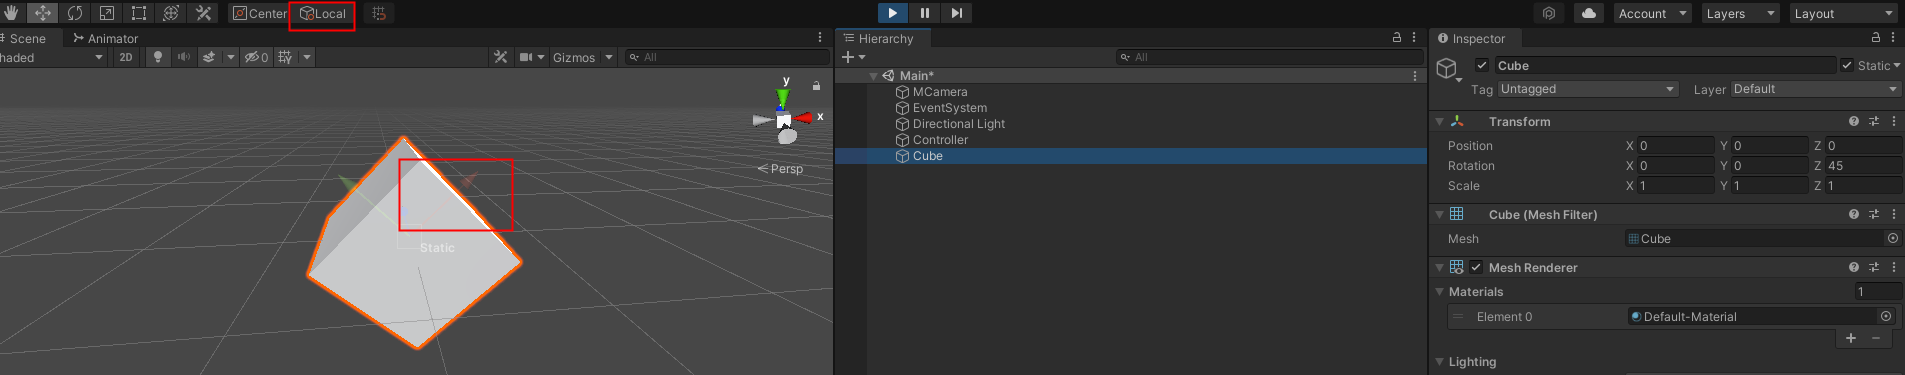 Center Local
Account Layers Layout
Scene Animator
haded 2D 0 Gizmos All
y
x
Persp
Static
Hierarchy
All
Main*
MCamera
EventSystem
Directional Light
Controller
Cube
Inspector
Cube Static
Tag Untagged Layer Default
Transform
Position X 0 Y 0 Z 0
Rotation X 0 Y 0 Z 45
Scale X 1 Y 1 Z 1
Cube (Mesh Filter)
Mesh Cube
Mesh Renderer
Materials 1
Element 0 Default-Material
Lighting